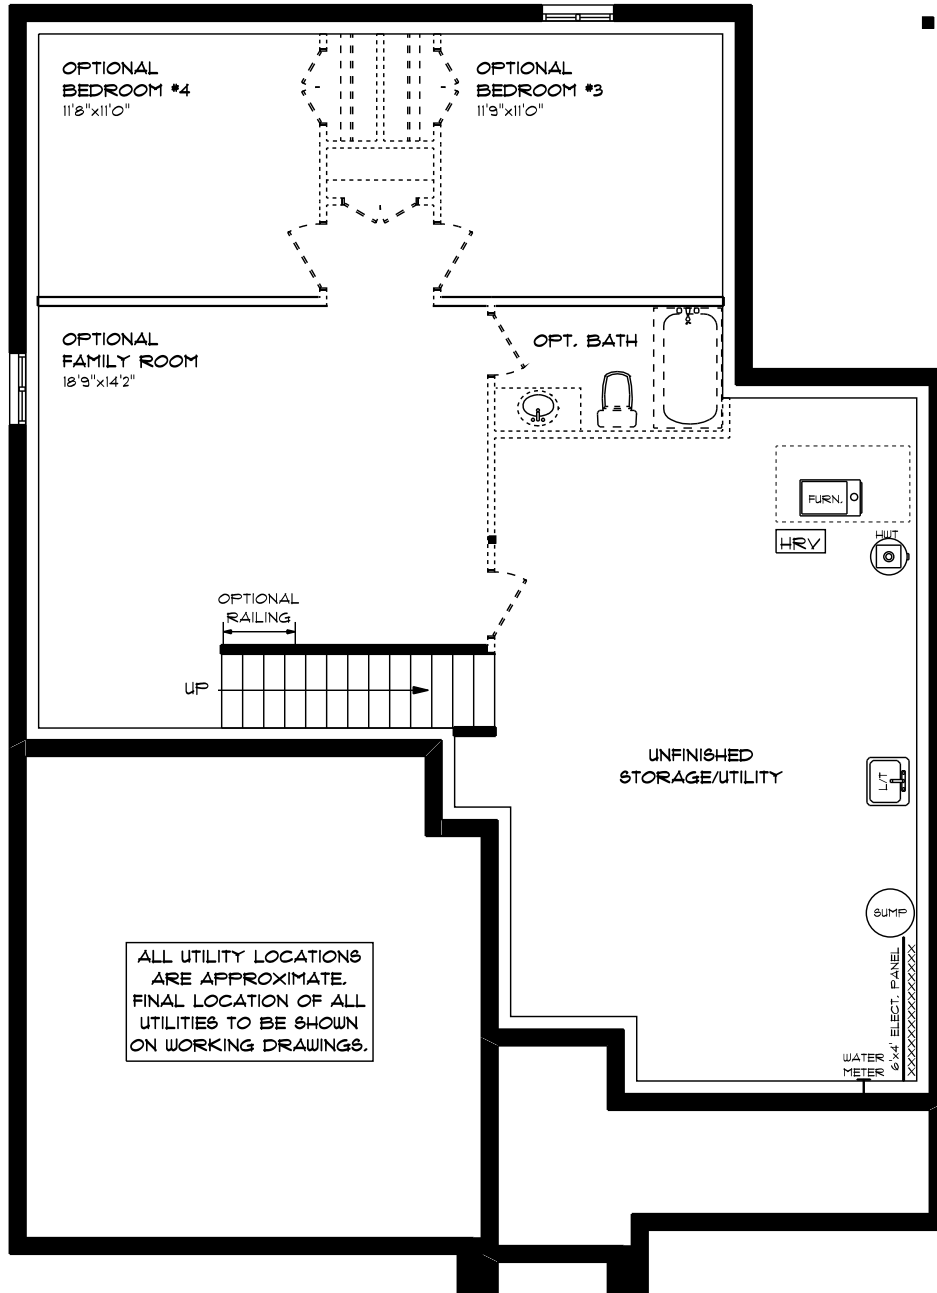 OPTIONAL
BEDROOM #4
11'8"x11'0"
OPTIONAL
BEDROOM #3
11'9"x11'0"
OPTIONAL
FAMILY ROOM
18'9"x14'2"
OPT. BATH
FURN.
HRV
HWT
OPTIONAL
RAILING
UP
UNFINISHED
STORAGE/UTILITY
L/T
SUMP
6'x4' ELECT. PANEL
WATER
METER
ALL UTILITY LOCATIONS
ARE APPROXIMATE.
FINAL LOCATION OF ALL
UTILITIES TO BE SHOWN
ON WORKING DRAWINGS.